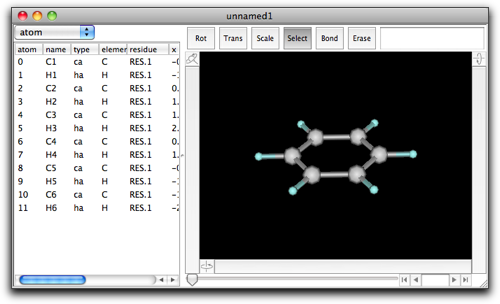 unnamed1
atom
Rot Trans Scale Select Bond Erase
atom name type elemen residue x
0 C1 ca C RES.1 -0
1 H1 ha H RES.1 -1
2 C2 ca C RES.1 0.
3 H2 ha H RES.1 1.
4 C3 ca C RES.1 1.
5 H3 ha H RES.1 2.
6 C4 ca C RES.1 0.
7 H4 ha H RES.1 1.
8 C5 ca C RES.1 -0
9 H5 ha H RES.1 -1
10 C6 ca C RES.1 -1
11 H6 ha H RES.1 -2